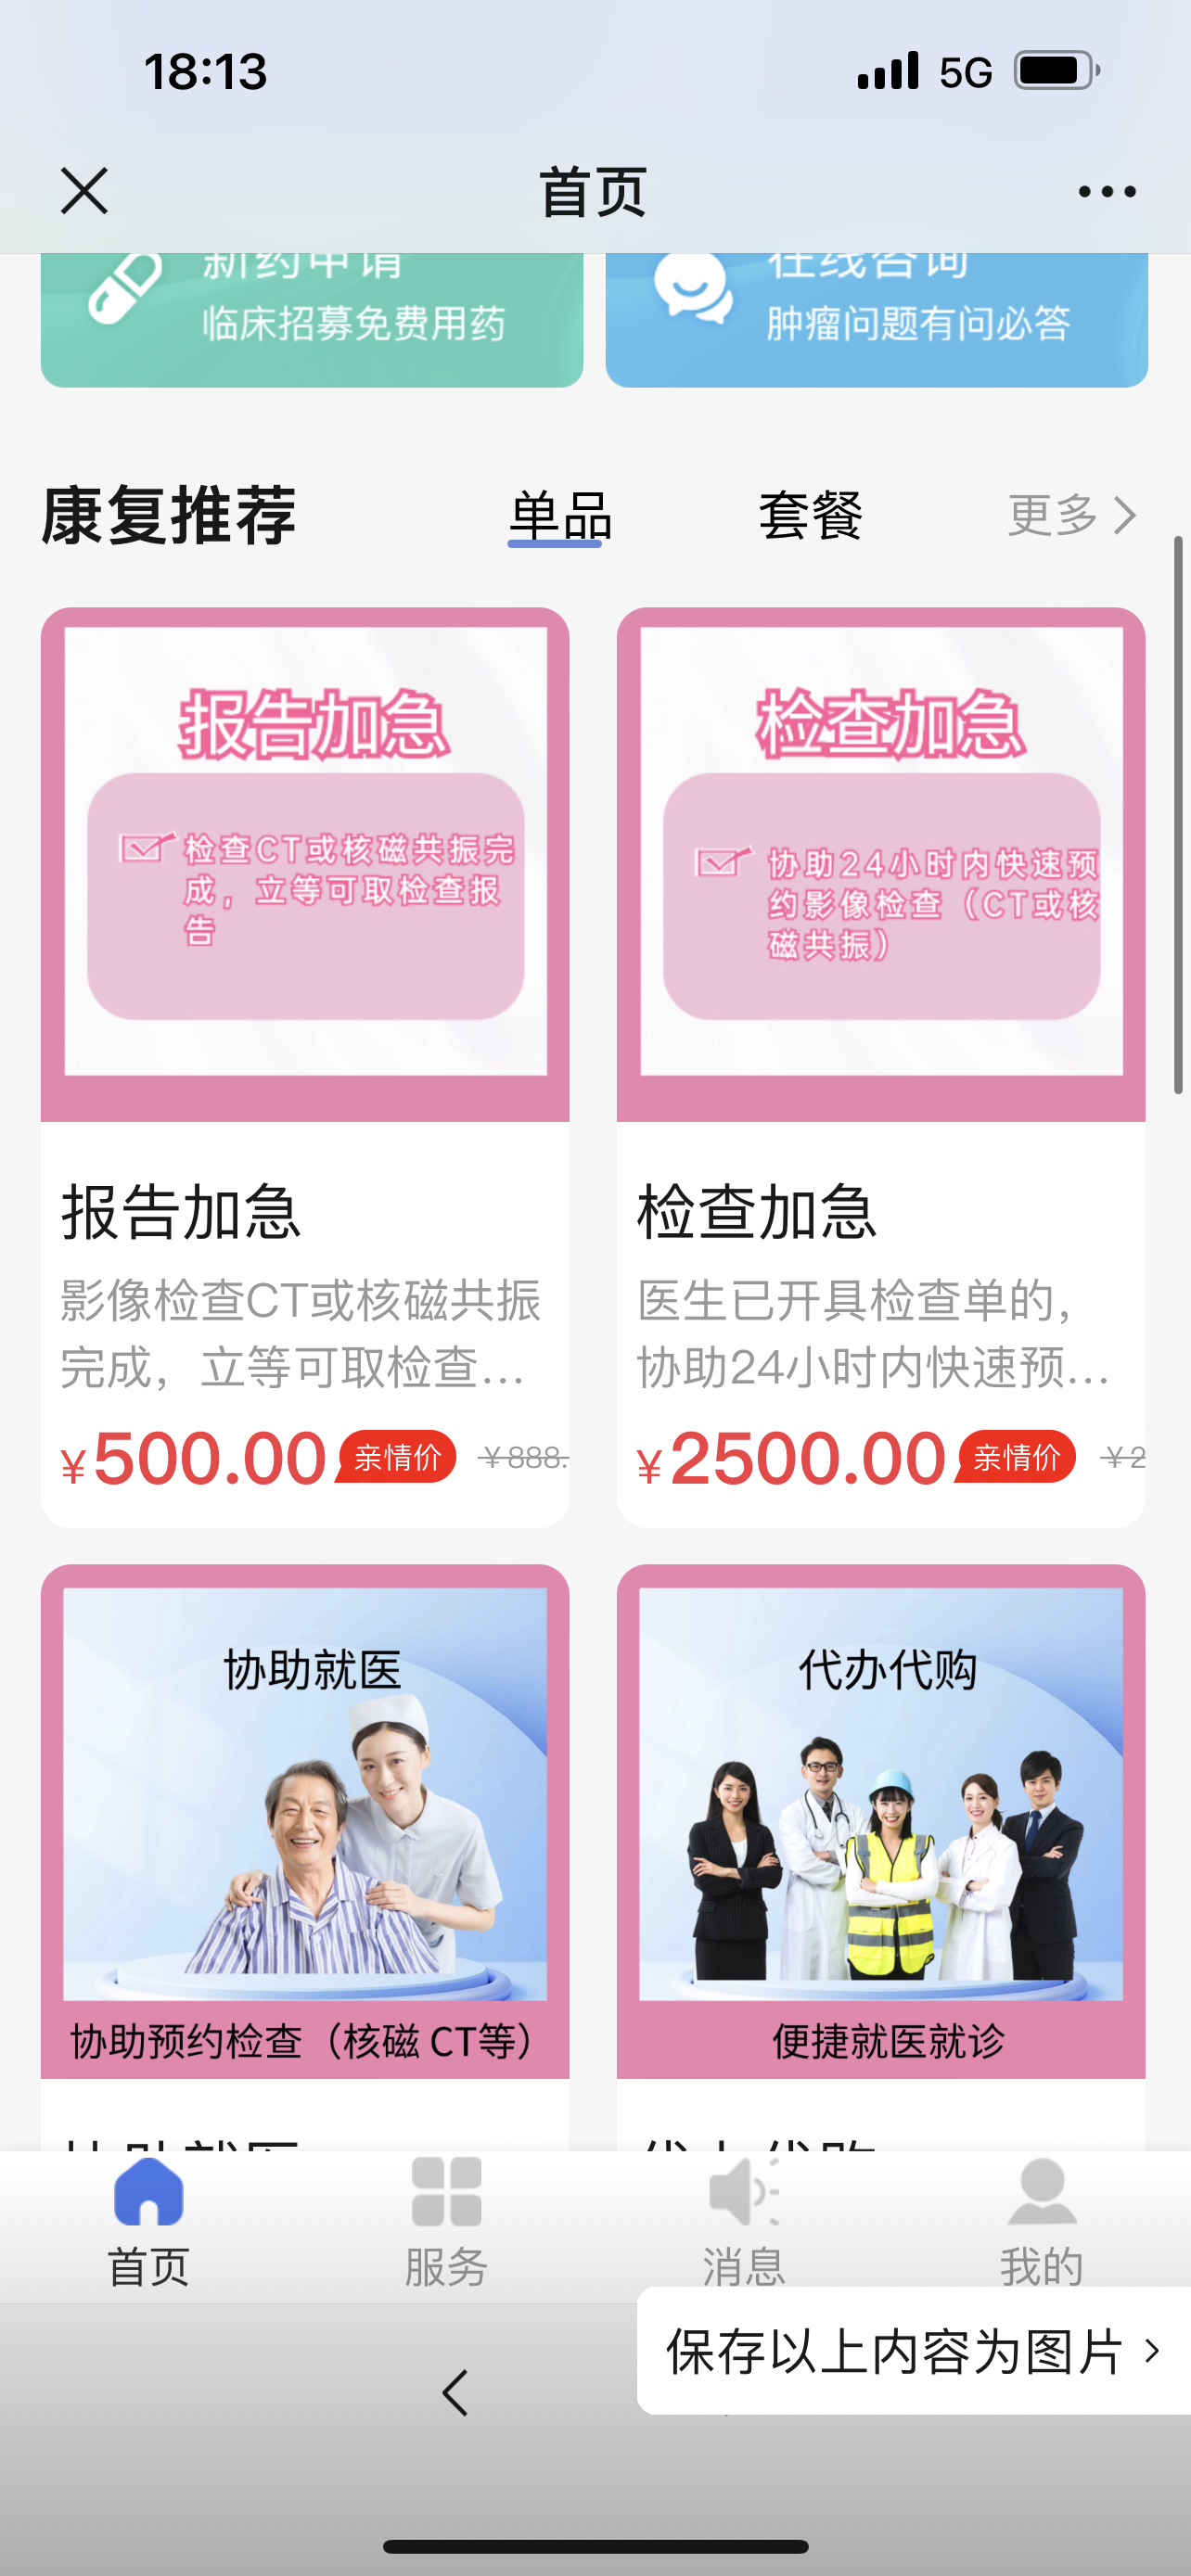 18:13
5G
首页
新药申请
在线咨询
临床招募免费用药
肿瘤问题有问必答
康复推荐
单品
套餐
更多
报告加急
检查CT或核磁共振完
成，立等可取检查报
告
检查加急
协助24小时内快速预
约影像检查（CT或核
磁共振）
报告加急
影像检查CT或核磁共振
完成，立等可取检查...
¥500.00
亲情价
¥888.
检查加急
医生已开具检查单的，
协助24小时内快速预...
¥2500.00
亲情价
¥2
协助就医
协助预约检查（核磁 CT等）
代办代购
便捷就医就诊
协助就医
代办代购
首页
服务
消息
我的
保存以上内容为图片